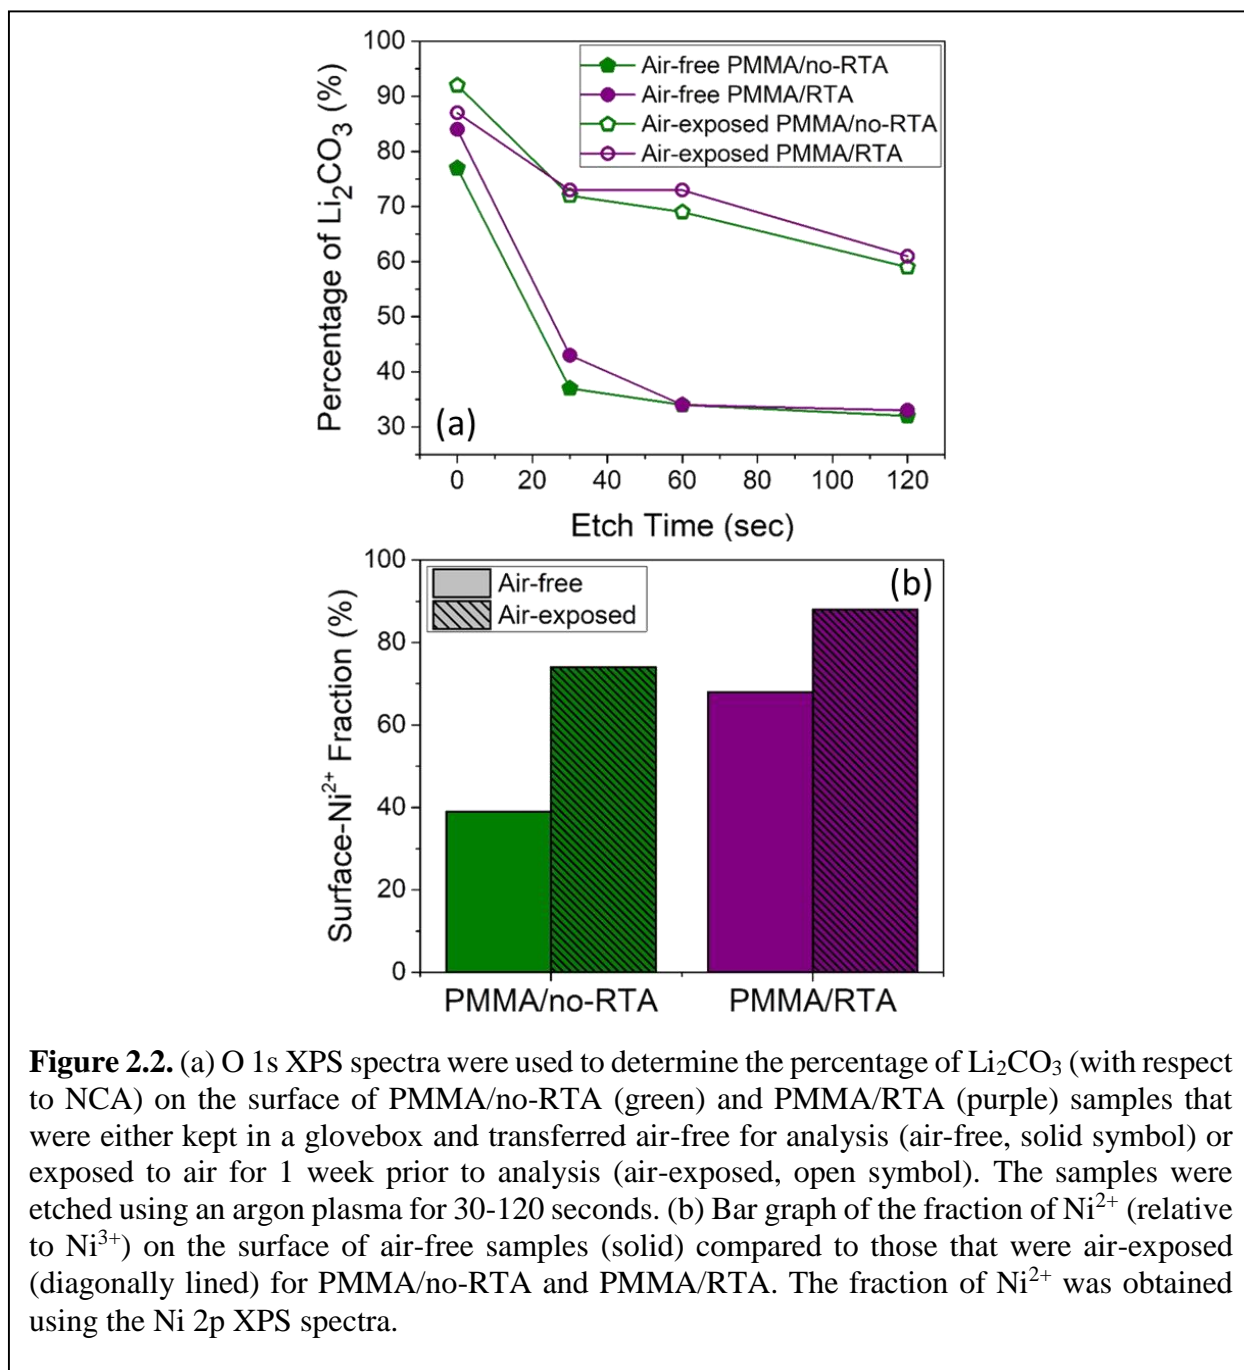 100
90
80
70
60
50
40
30
Percentage of Li₂CO₃ (%)
Air-free PMMA/no-RTA
Air-free PMMA/RTA
Air-exposed PMMA/no-RTA
Air-exposed PMMA/RTA
(a)
0 20 40 60 80 100 120
Etch Time (sec)
100
80
60
40
20
0
Surface-Ni²⁺ Fraction (%)
Air-free
Air-exposed
(b)
PMMA/no-RTA PMMA/RTA
Figure 2.2. (a) O 1s XPS spectra were used to determine the percentage of Li₂CO₃ (with respect
to NCA) on the surface of PMMA/no-RTA (green) and PMMA/RTA (purple) samples that
were either kept in a glovebox and transferred air-free for analysis (air-free, solid symbol) or
exposed to air for 1 week prior to analysis (air-exposed, open symbol). The samples were
etched using an argon plasma for 30-120 seconds. (b) Bar graph of the fraction of Ni²⁺ (relative
to Ni³⁺) on the surface of air-free samples (solid) compared to those that were air-exposed
(diagonally lined) for PMMA/no-RTA and PMMA/RTA. The fraction of Ni²⁺ was obtained
using the Ni 2p XPS spectra.